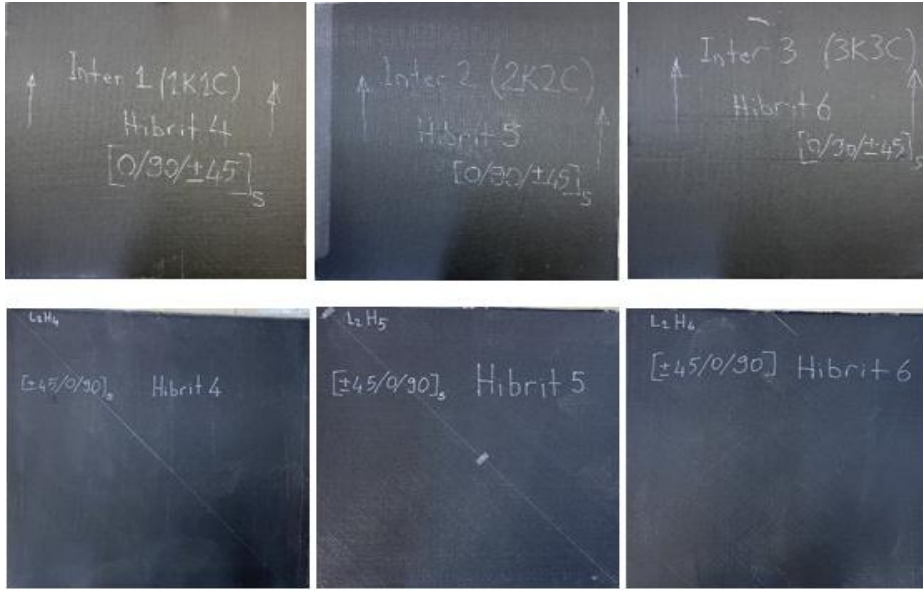 Inter 1 (1K1C)
Hibrit 4
[0/90/±45]s
Inter 2 (2K2C)
Hibrit 5
[0/90/±45]s
Inter 3 (3K3C)
Hibrit 6
[0/90/±45]s
L2H4
[±45/0/90]s Hibrit 4
L2H5
[±45/0/90]s Hibrit 5
L2H6
[±45/0/90] Hibrit 6